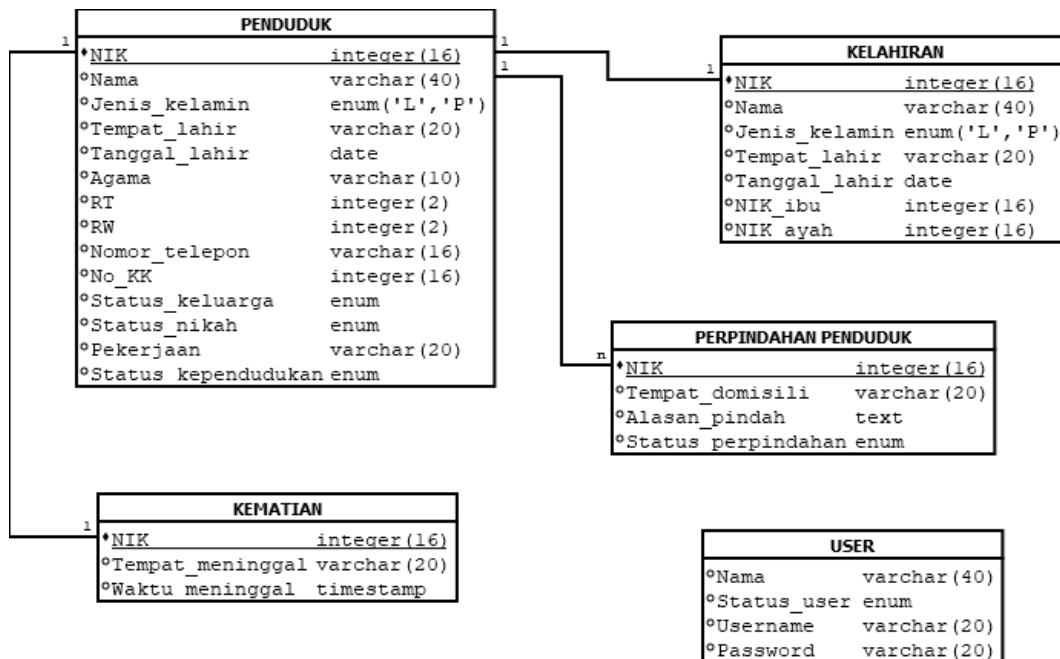 PENDUDUK
NIK integer(16)
Nama varchar(40)
Jenis_kelamin enum('L','P')
Tempat_lahir varchar(20)
Tanggal_lahir date
Agama varchar(10)
RT integer(2)
RW integer(2)
Nomor_telepon varchar(16)
No_KK integer(16)
Status_keluarga enum
Status_nikah enum
Pekerjaan varchar(20)
Status_kependudukan enum
1
1
1
1
KELAHIRAN
NIK integer(16)
Nama varchar(40)
Jenis_kelamin enum('L','P')
Tempat_lahir varchar(20)
Tanggal_lahir date
NIK_ibu integer(16)
NIK_ayah integer(16)
n
PERPINDAHAN PENDUDUK
NIK integer(16)
Tempat_domisili varchar(20)
Alasan_pindah text
Status_perpindahan enum
1
KEMATIAN
NIK integer(16)
Tempat_meninggal varchar(20)
Waktu_meninggal timestamp
USER
Nama varchar(40)
Status_user enum
Username varchar(20)
Password varchar(20)